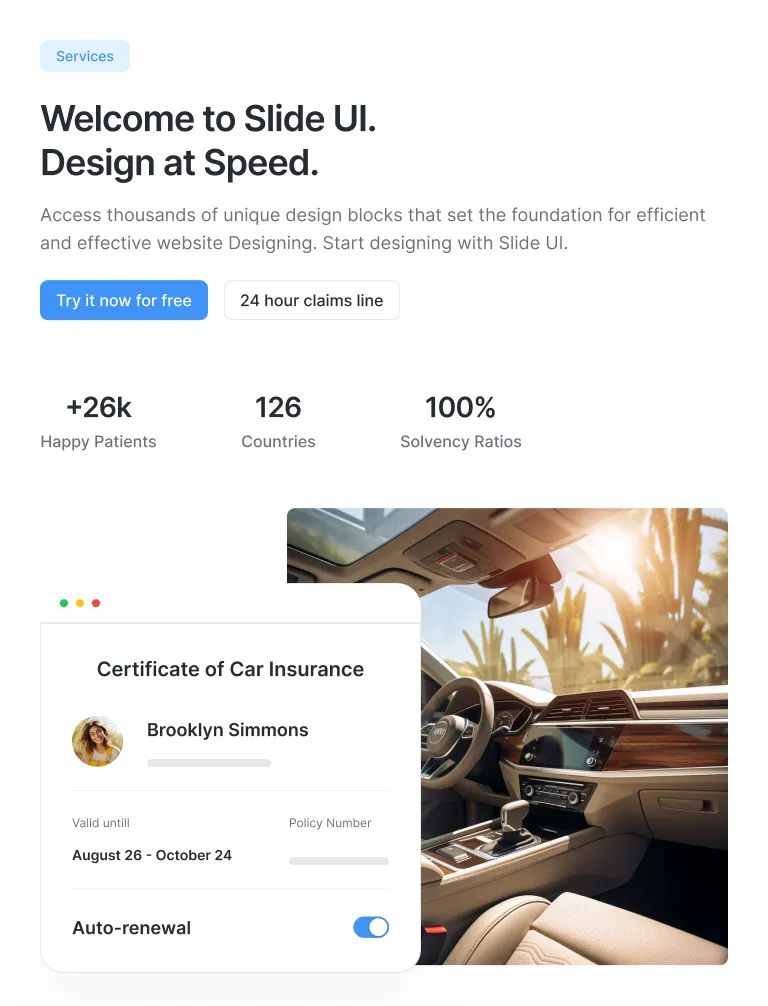 Services
Welcome to Slide UI.
Design at Speed.
Access thousands of unique design blocks that set the foundation for efficient
and effective website Designing. Start designing with Slide UI.
Try it now for free
24 hour claims line
+26k
Happy Patients
126
Countries
100%
Solvency Ratios
Certificate of Car Insurance
Brooklyn Simmons
Valid untill
August 26 - October 24
Policy Number
Auto-renewal